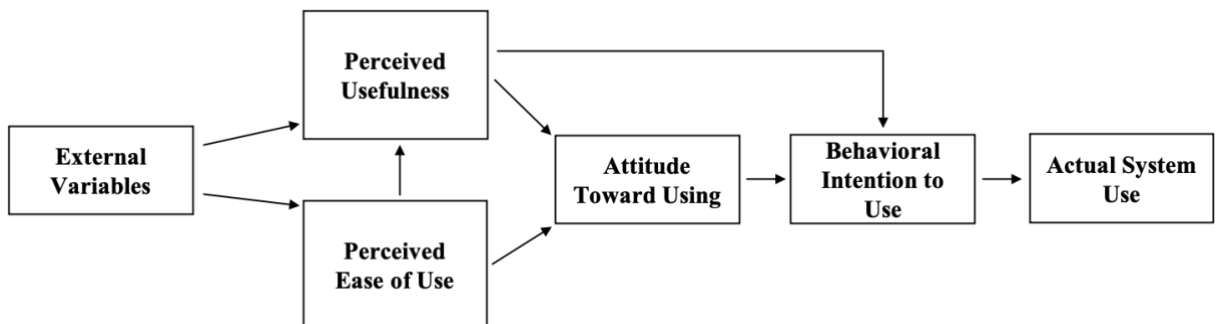 External
Variables
Perceived
Usefulness
Perceived
Ease of Use
Attitude
Toward Using
Behavioral
Intention to
Use
Actual System
Use